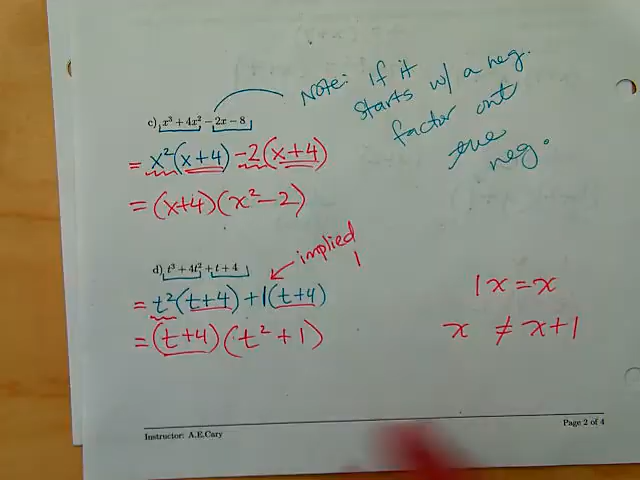 Note: If it
starts w/ a neg.
factor out
the
neg.
c) x³ + 4x² − 2x − 8
= x²(x+4) −2(x+4)
= (x+4)(x²−2)
implied
1
d) t³ + 4t² + t + 4
= t²(t+4) +1(t+4)
= (t+4)(t²+1)
1x = x
x ≠ x+1
Instructor: A.E.Cary
Page 2 of 4